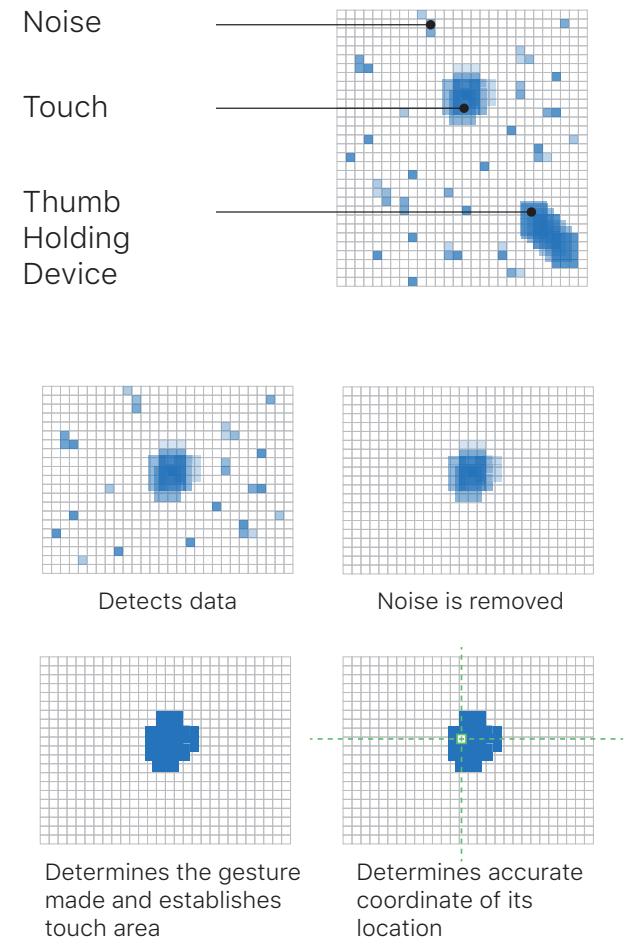 Noise
Touch
Thumb
Holding
Device
Detects data
Noise is removed
Determines the gesture
made and establishes
touch area
Determines accurate
coordinate of its
location